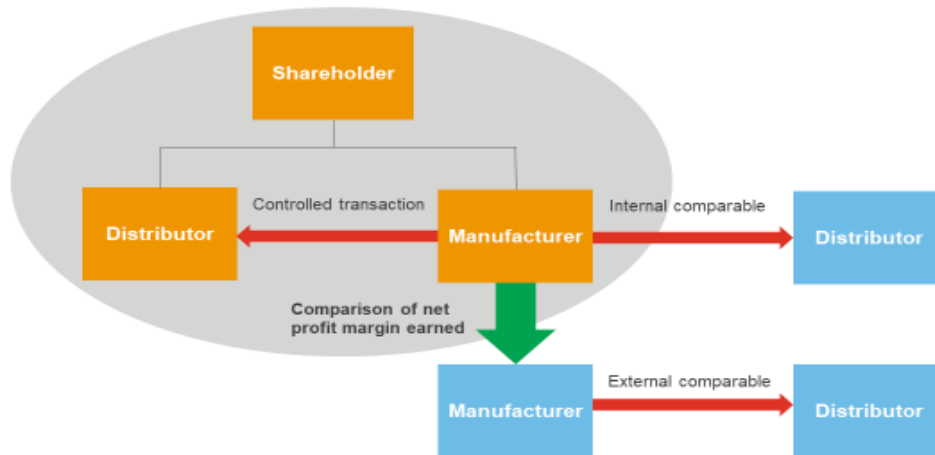 Shareholder
Controlled transaction
Internal comparable
Distributor
Manufacturer
Distributor
Comparison of net
profit margin earned
External comparable
Manufacturer
Distributor